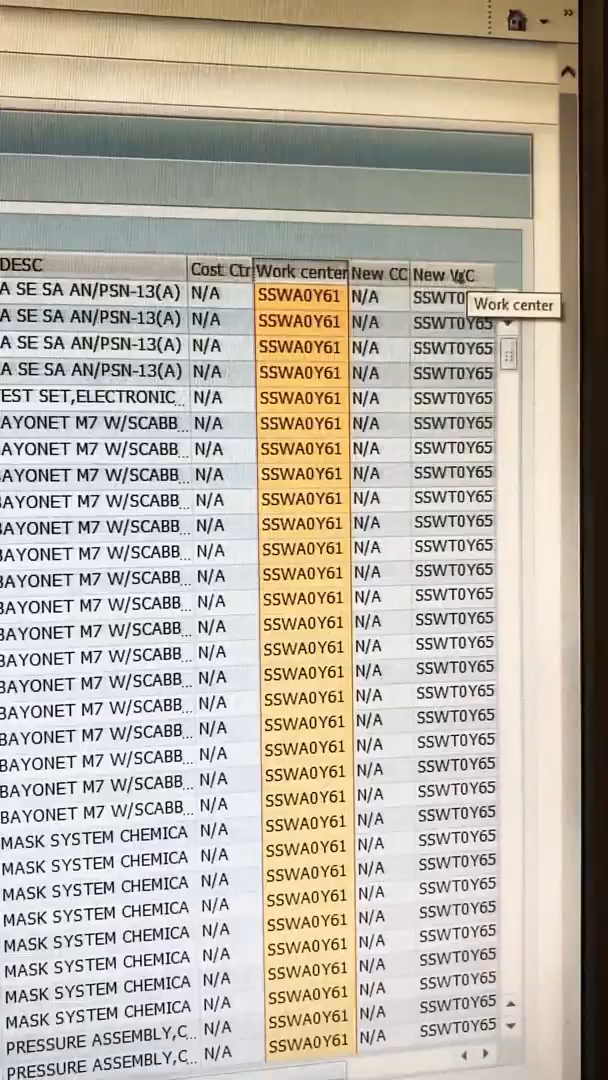 DESC Cost Ctr Work center New CC New WC
A SE SA AN/PSN-13(A) N/A SSWA0Y61 N/A SSWT0
Work center
A SE SA AN/PSN-13(A) N/A SSWA0Y61 N/A SSWT0Y65
A SE SA AN/PSN-13(A) N/A SSWA0Y61 N/A SSWT0Y65
A SE SA AN/PSN-13(A) N/A SSWA0Y61 N/A SSWT0Y65
EST SET,ELECTRONIC... N/A SSWA0Y61 N/A SSWT0Y65
AYONET M7 W/SCABB... N/A SSWA0Y61 N/A SSWT0Y65
AYONET M7 W/SCABB... N/A SSWA0Y61 N/A SSWT0Y65
BAYONET M7 W/SCABB... N/A SSWA0Y61 N/A SSWT0Y65
BAYONET M7 W/SCABB... N/A SSWA0Y61 N/A SSWT0Y65
BAYONET M7 W/SCABB... N/A SSWA0Y61 N/A SSWT0Y65
BAYONET M7 W/SCABB... N/A SSWA0Y61 N/A SSWT0Y65
BAYONET M7 W/SCABB... N/A SSWA0Y61 N/A SSWT0Y65
BAYONET M7 W/SCABB... N/A SSWA0Y61 N/A SSWT0Y65
BAYONET M7 W/SCABB... N/A SSWA0Y61 N/A SSWT0Y65
BAYONET M7 W/SCABB... N/A SSWA0Y61 N/A SSWT0Y65
BAYONET M7 W/SCABB... N/A SSWA0Y61 N/A SSWT0Y65
BAYONET M7 W/SCABB... N/A SSWA0Y61 N/A SSWT0Y65
BAYONET M7 W/SCABB... N/A SSWA0Y61 N/A SSWT0Y65
BAYONET M7 W/SCABB... N/A SSWA0Y61 N/A SSWT0Y65
BAYONET M7 W/SCABB... N/A SSWA0Y61 N/A SSWT0Y65
BAYONET M7 W/SCABB... N/A SSWA0Y61 N/A SSWT0Y65
MASK SYSTEM CHEMICA N/A SSWA0Y61 N/A SSWT0Y65
MASK SYSTEM CHEMICA N/A SSWA0Y61 N/A SSWT0Y65
MASK SYSTEM CHEMICA N/A SSWA0Y61 N/A SSWT0Y65
MASK SYSTEM CHEMICA N/A SSWA0Y61 N/A SSWT0Y65
MASK SYSTEM CHEMICA N/A SSWA0Y61 N/A SSWT0Y65
MASK SYSTEM CHEMICA N/A SSWA0Y61 N/A SSWT0Y65
MASK SYSTEM CHEMICA N/A SSWA0Y61 N/A SSWT0Y65
MASK SYSTEM CHEMICA N/A SSWA0Y61 N/A SSWT0Y65
PRESSURE ASSEMBLY,C... N/A SSWA0Y61 N/A SSWT0Y65
PRESSURE ASSEMBLY,C... N/A SSWA0Y61 N/A SSWT0Y65